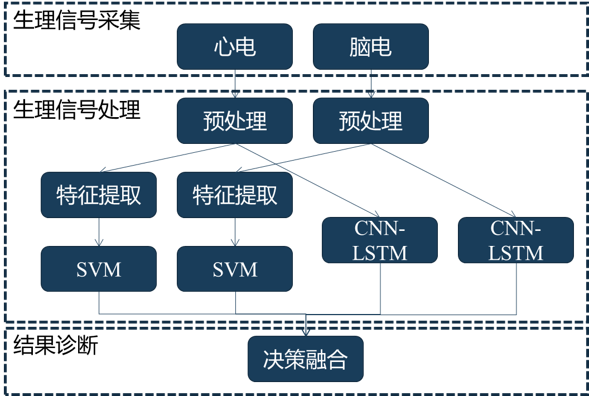 生理信号采集
心电
脑电
生理信号处理
预处理
预处理
特征提取
特征提取
CNN-
LSTM
CNN-
LSTM
SVM
SVM
结果诊断
决策融合